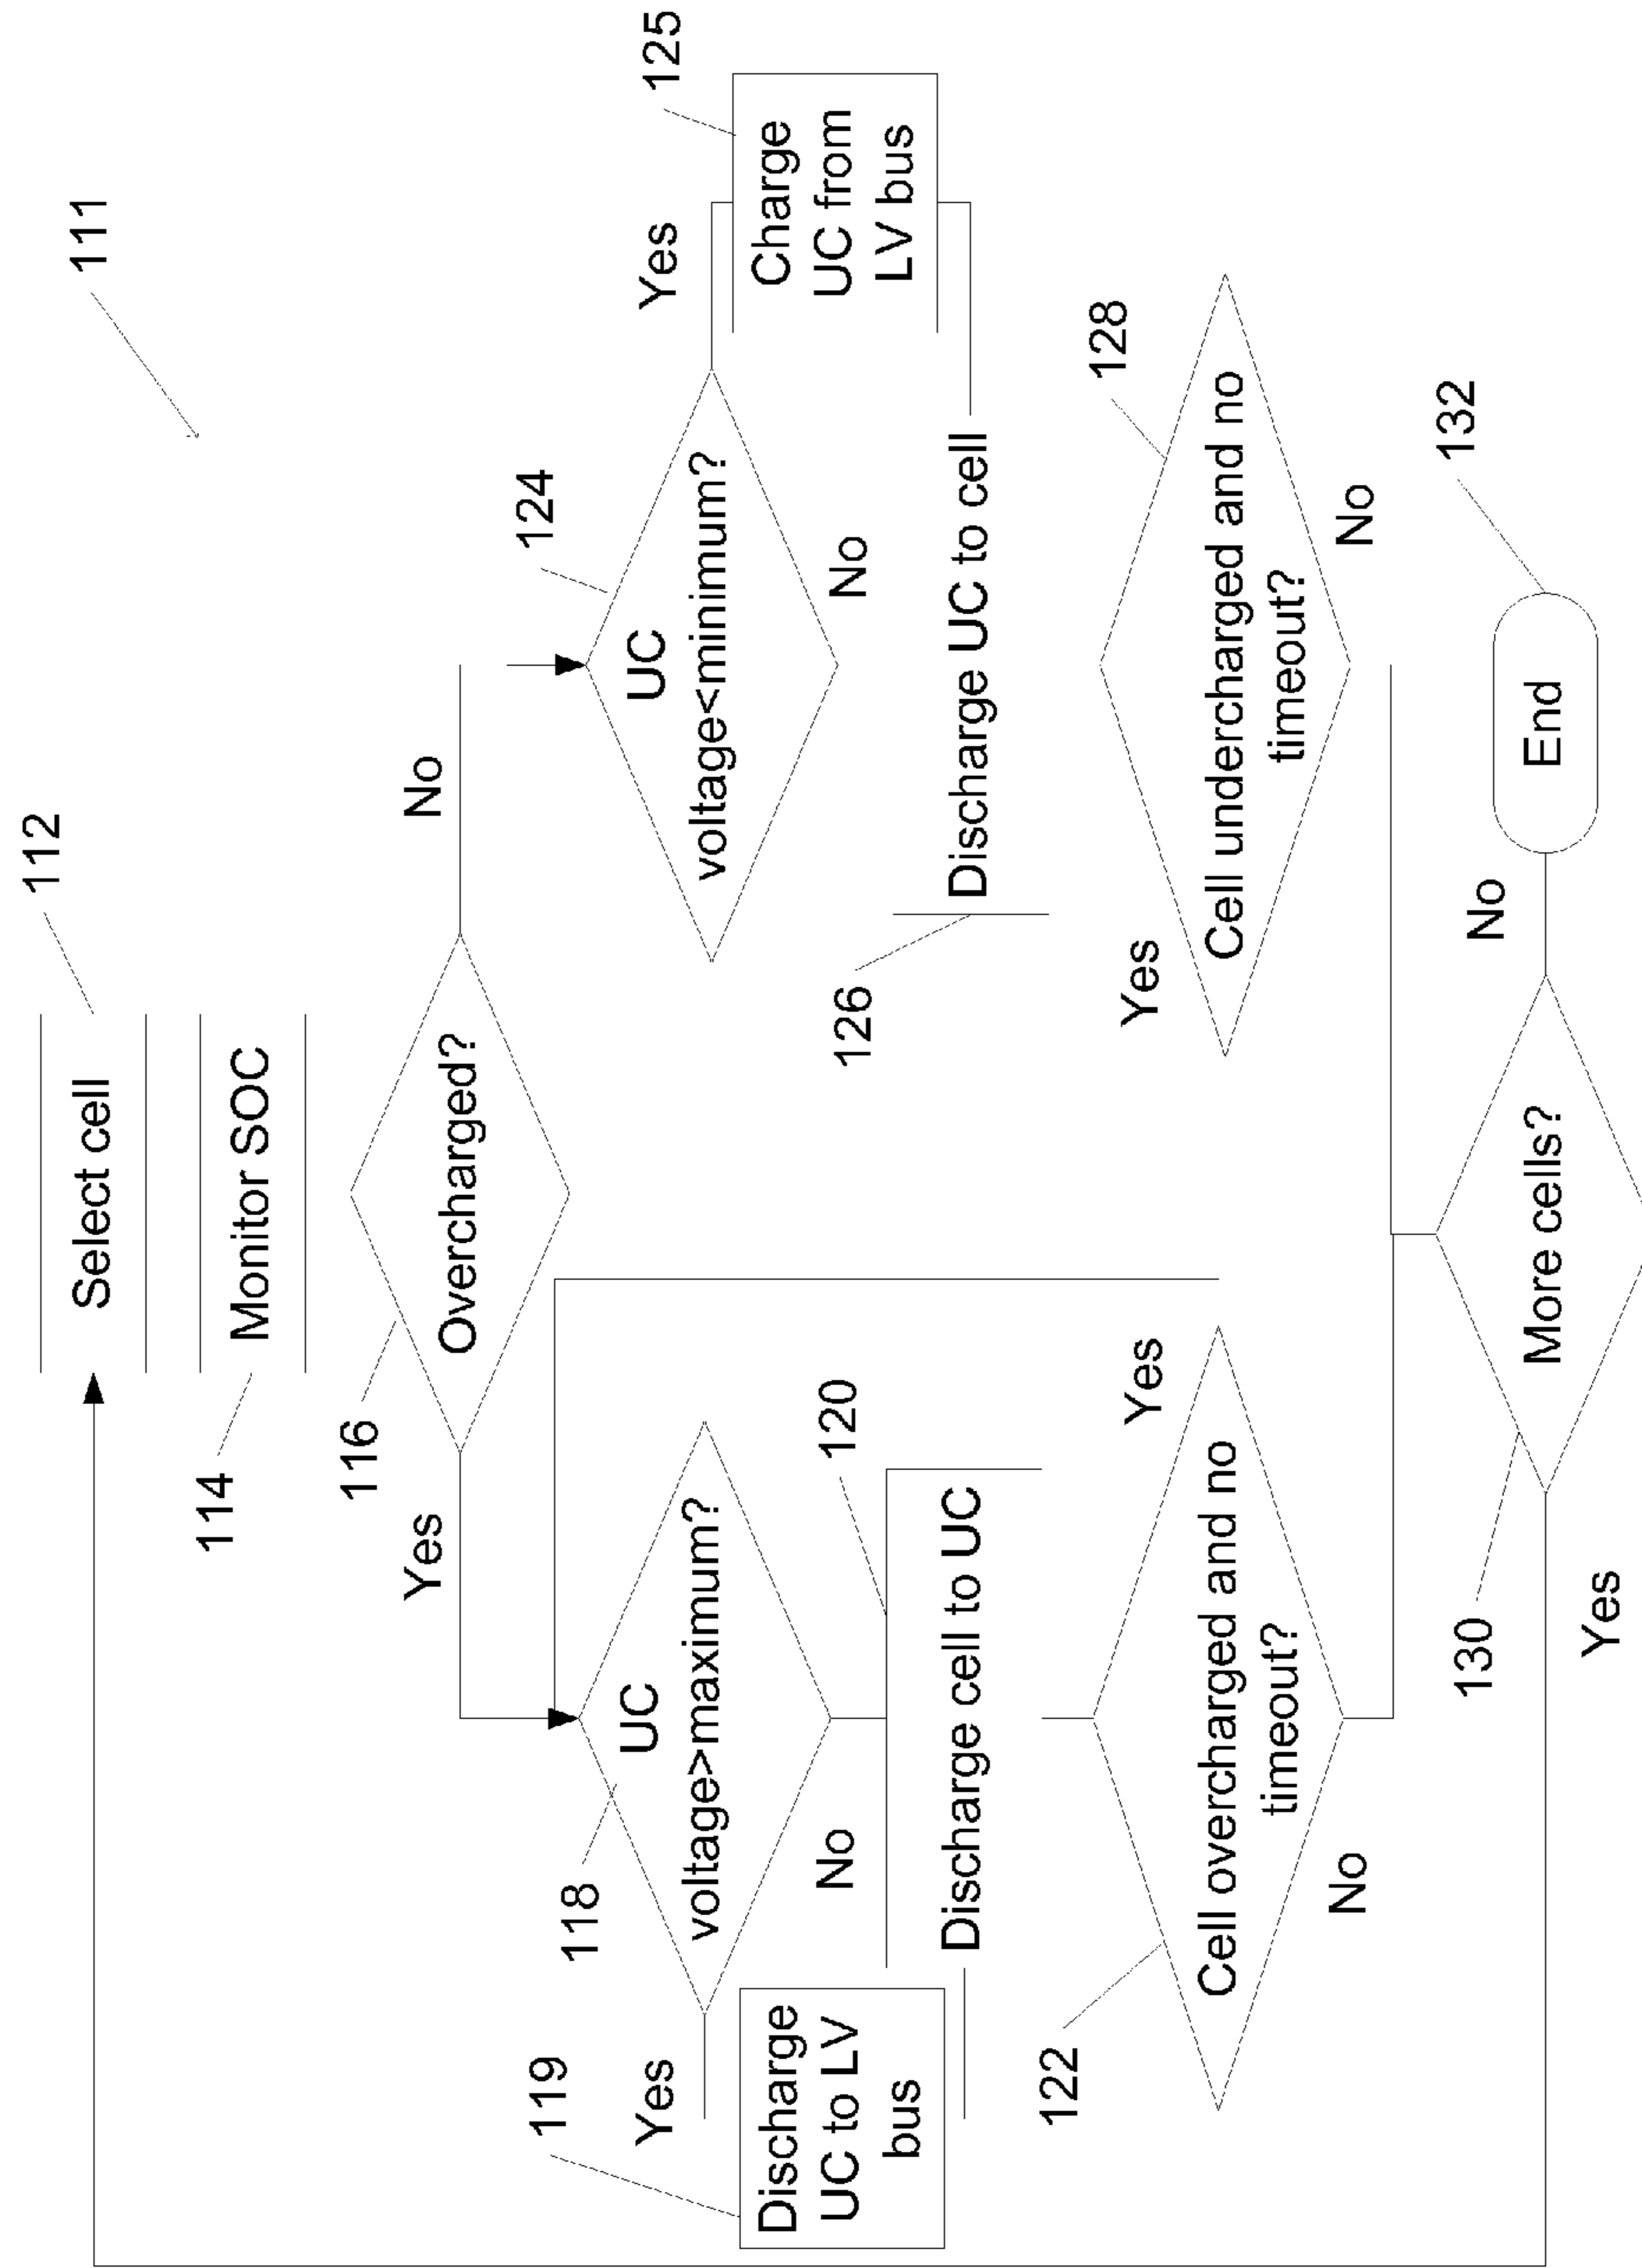 111
112
Select cell
114
Monitor SOC
116
Overcharged?
Yes
No
118
UC
voltage>maximum?
Yes
No
119
Discharge
UC to LV
bus
120
Discharge cell to UC
122
Cell overcharged and no
timeout?
Yes
No
124
UC
voltage<minimum?
Yes
No
125
Charge
UC from
LV bus
126
Discharge UC to cell
128
Cell undercharged and no
timeout?
Yes
No
130
More cells?
Yes
No
132
End